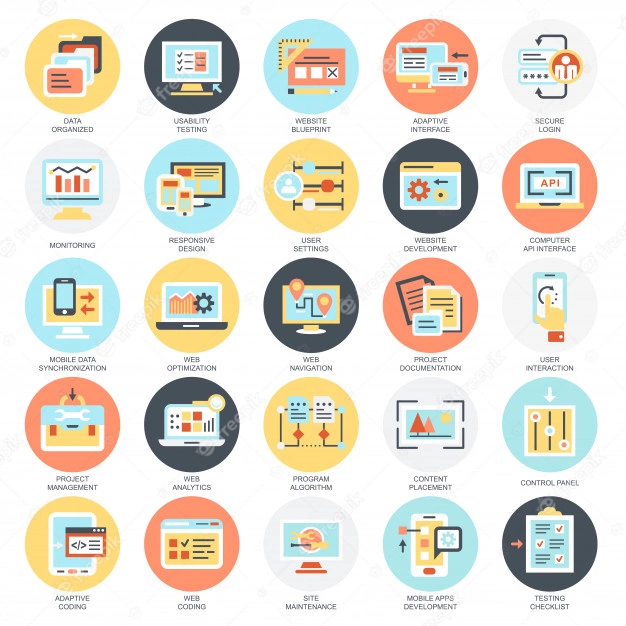 DATA
ORGANIZED
USABILITY
TESTING
WEBSITE
BLUEPRINT
ADAPTIVE
INTERFACE
SECURE
LOGIN
MONITORING
RESPONSIVE
DESIGN
USER
SETTINGS
WEBSITE
DEVELOPMENT
API
COMPUTER
API INTERFACE
MOBILE DATA
SYNCHRONIZATION
WEB
OPTIMIZATION
WEB
NAVIGATION
PROJECT
DOCUMENTATION
USER
INTERACTION
PROJECT
MANAGEMENT
WEB
ANALYTICS
PROGRAM
ALGORITHM
CONTENT
PLACEMENT
CONTROL PANEL
</>
ADAPTIVE
CODING
WEB
CODING
SITE
MAINTENANCE
MOBILE APPS
DEVELOPMENT
TESTING
CHECKLIST